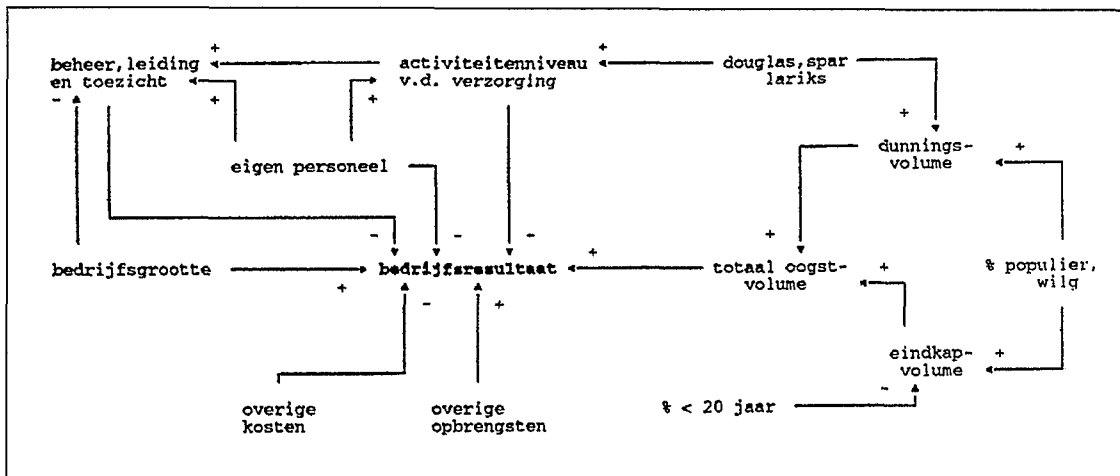 + +
beheer,leiding activiteitenniveau douglas,spar
en toezicht v.d. verzorging lariks
- + +
+
dunnings- +
eigen personeel volume
- - - +
+
bedrijfsgrootte bedrijfsresultaat totaal oogst- + % populier,
volume wilg
+ - +
eindkap- +
volume
-
overige overige % < 20 jaar
kosten opbrengsten